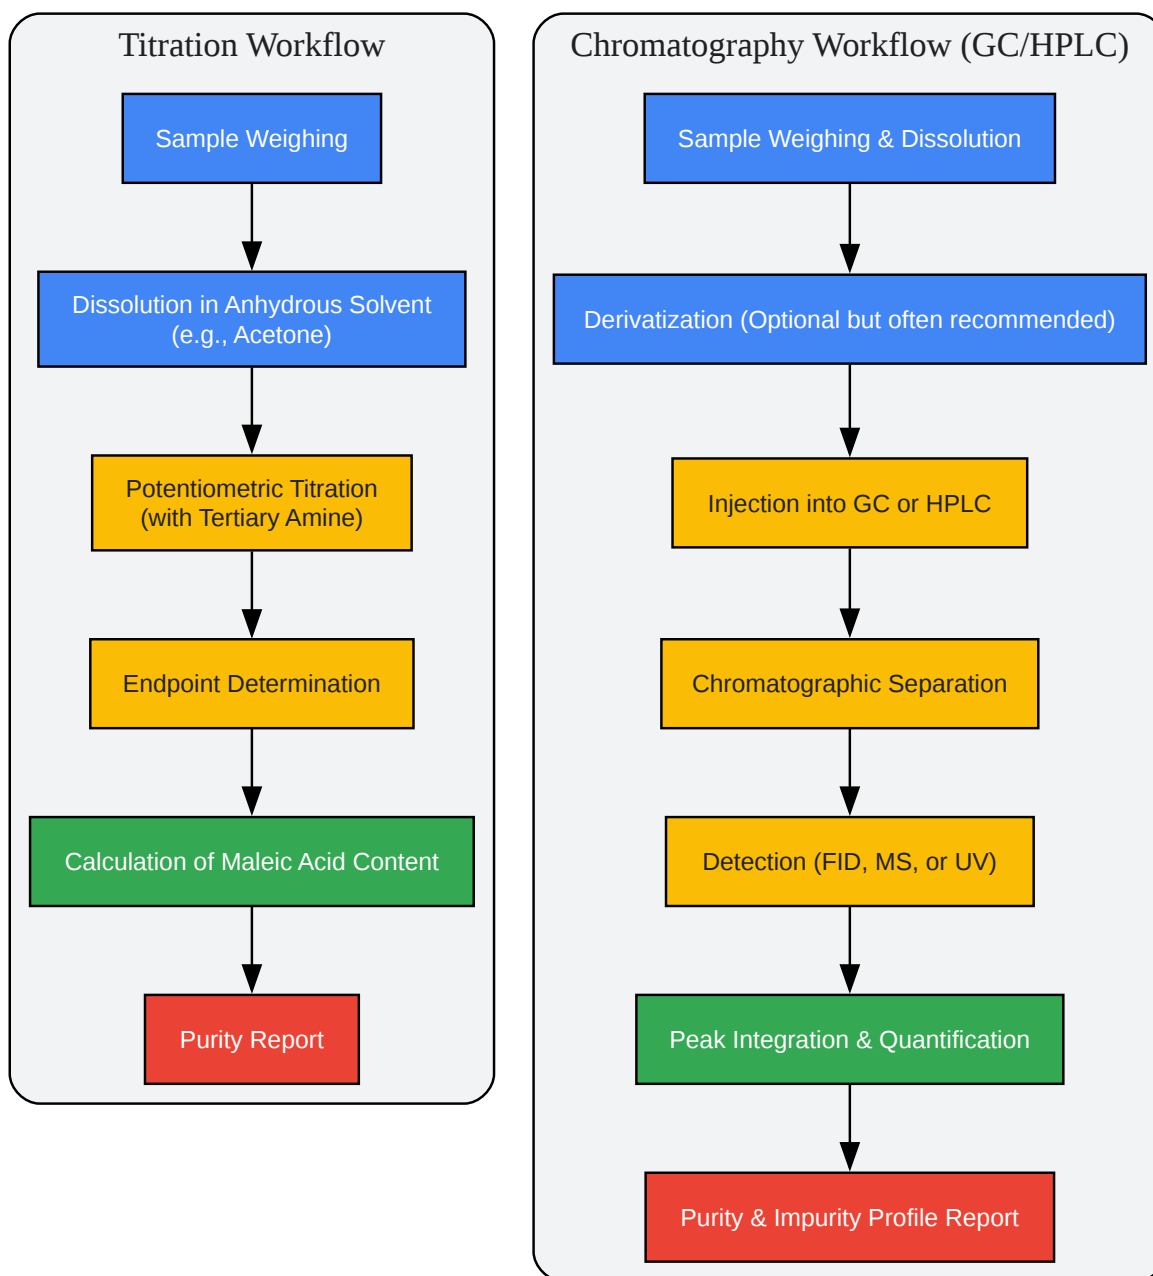 Titration Workflow
Sample Weighing
Dissolution in Anhydrous Solvent
(e.g., Acetone)
Potentiometric Titration
(with Tertiary Amine)
Endpoint Determination
Calculation of Maleic Acid Content
Purity Report
Chromatography Workflow (GC/HPLC)
Sample Weighing & Dissolution
Derivatization (Optional but often recommended)
Injection into GC or HPLC
Chromatographic Separation
Detection (FID, MS, or UV)
Peak Integration & Quantification
Purity & Impurity Profile Report